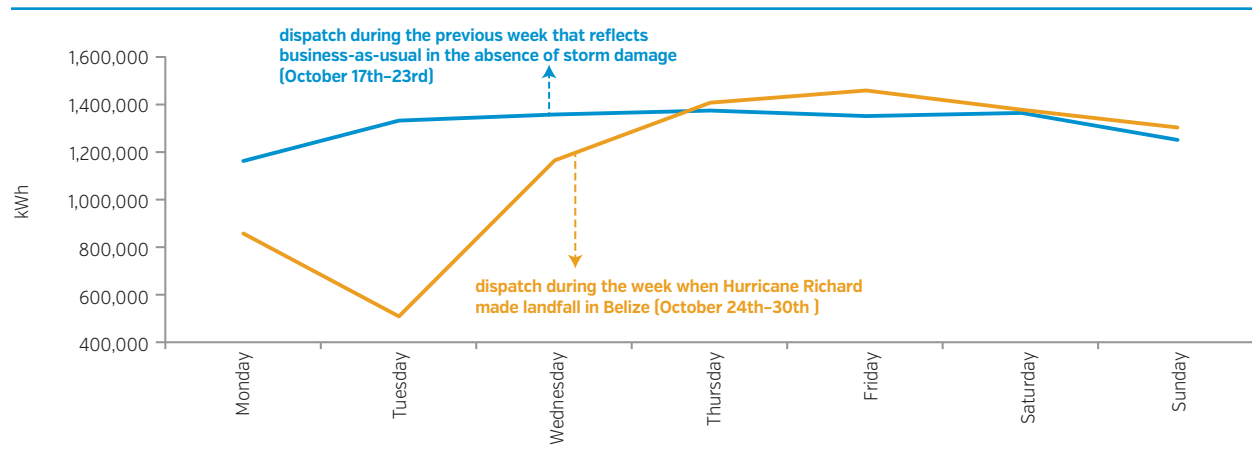 dispatch during the previous week that reflects
business-as-usual in the absence of storm damage
(October 17th–23rd)
1,600,000
1,400,000
1,200,000
1,000,000
800,000
600,000
400,000
kWh
dispatch during the week when Hurricane Richard
made landfall in Belize (October 24th–30th )
Monday
Tuesday
Wednesday
Thursday
Friday
Saturday
Sunday